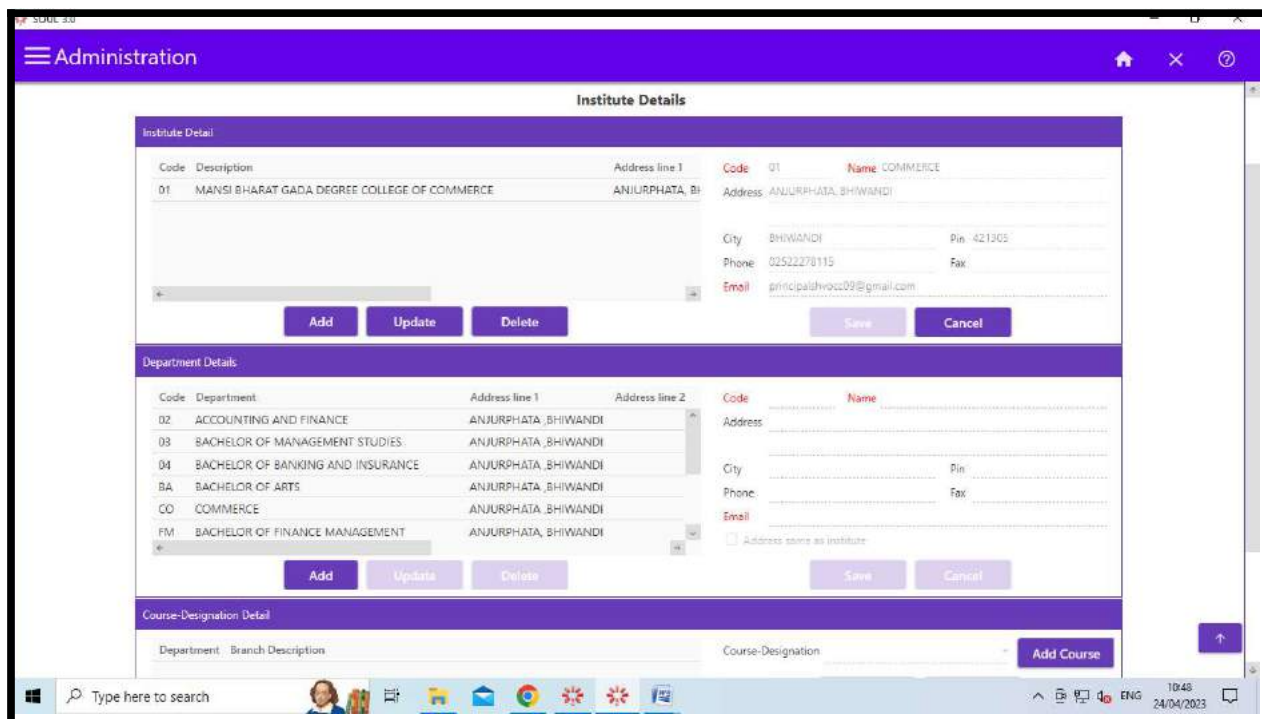 SOUL 3.0
Administration
Institute Details
Institute Detail
Code Description Address line 1
01 MANSI BHARAT GADA DEGREE COLLEGE OF COMMERCE ANJURPHATA, BH
Code 01 Name COMMERCE
Address ANJURPHATA, BHIWANDI
City BHIWANDI Pin 421305
Phone 02522278115 Fax
Email principalshvocc09@gmail.com
Add Update Delete Save Cancel
Department Details
Code Department Address line 1 Address line 2
02 ACCOUNTING AND FINANCE ANJURPHATA ,BHIWANDI
03 BACHELOR OF MANAGEMENT STUDIES ANJURPHATA ,BHIWANDI
04 BACHELOR OF BANKING AND INSURANCE ANJURPHATA ,BHIWANDI
BA BACHELOR OF ARTS ANJURPHATA ,BHIWANDI
CO COMMERCE ANJURPHATA ,BHIWANDI
FM BACHELOR OF FINANCE MANAGEMENT ANJURPHATA, BHIWANDI
Code Name
Address
City Pin
Phone Fax
Email
Address same as institute
Add Update Delete Save Cancel
Course-Designation Detail
Department Branch Description
Course-Designation Add Course
Type here to search
ENG 10:48
24/04/2023